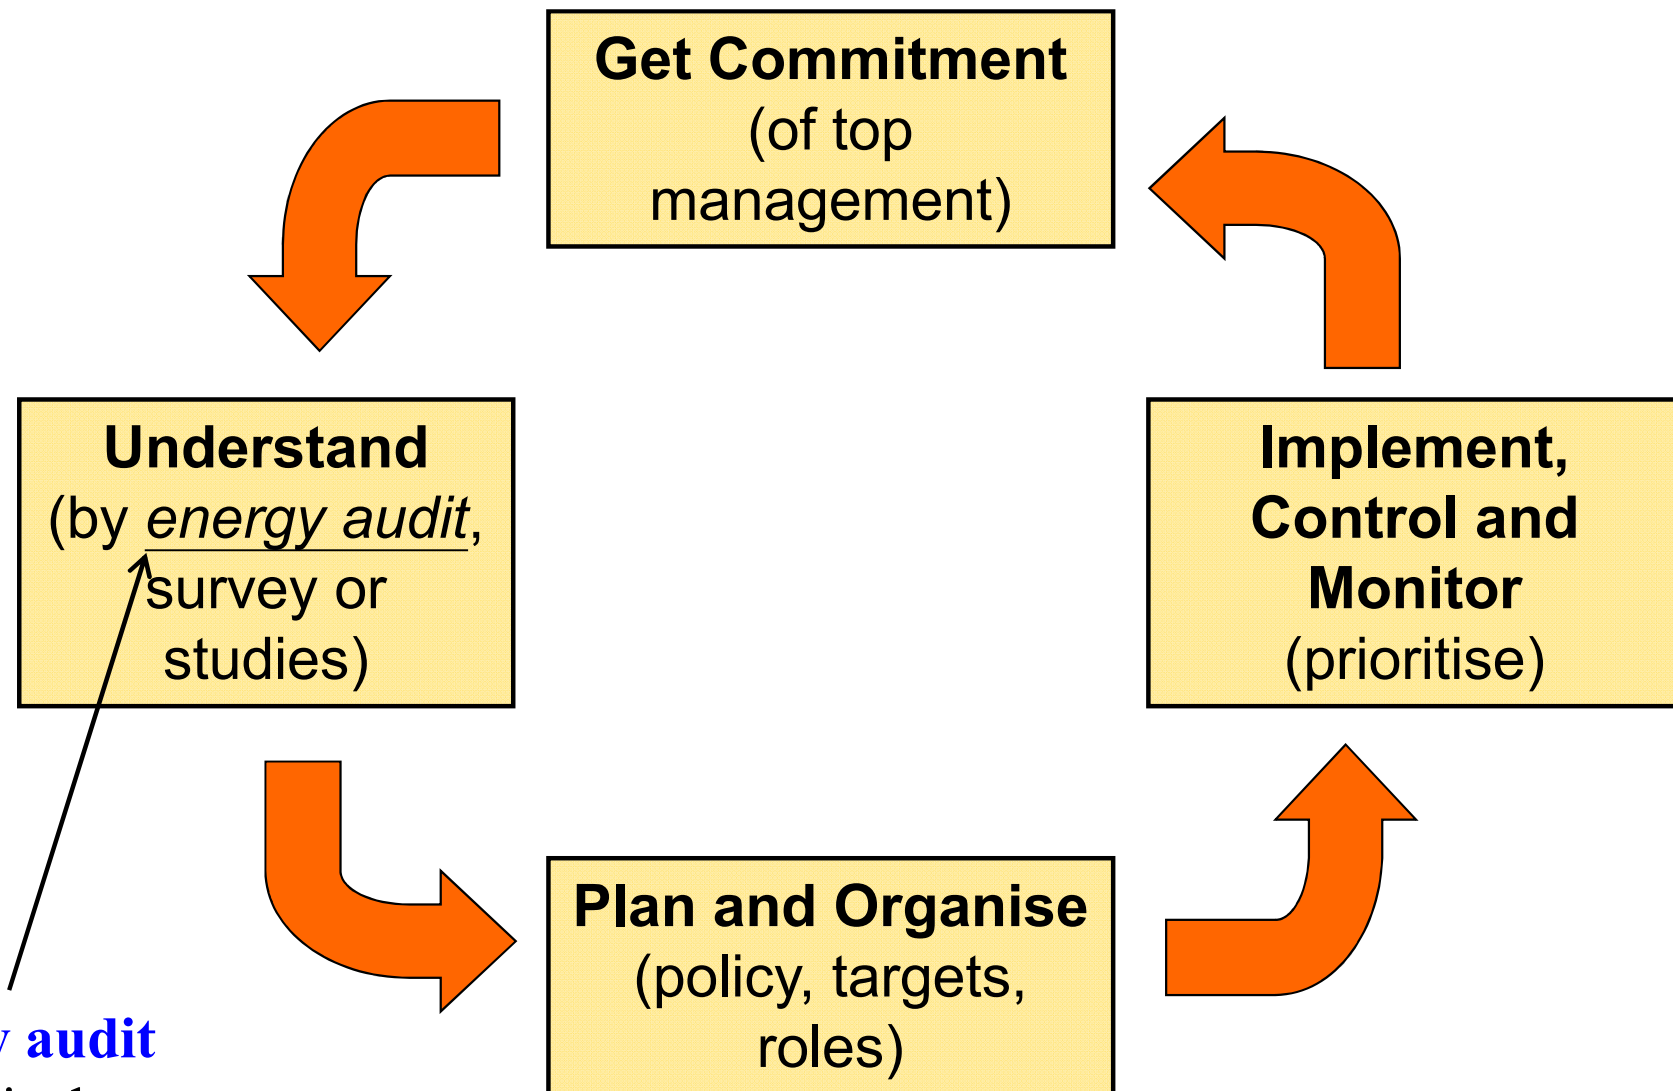 Get Commitment
(of top
management)
Understand
(by energy audit,
survey or
studies)
Implement,
Control and
Monitor
(prioritise)
Plan and Organise
(policy, targets,
roles)
audit